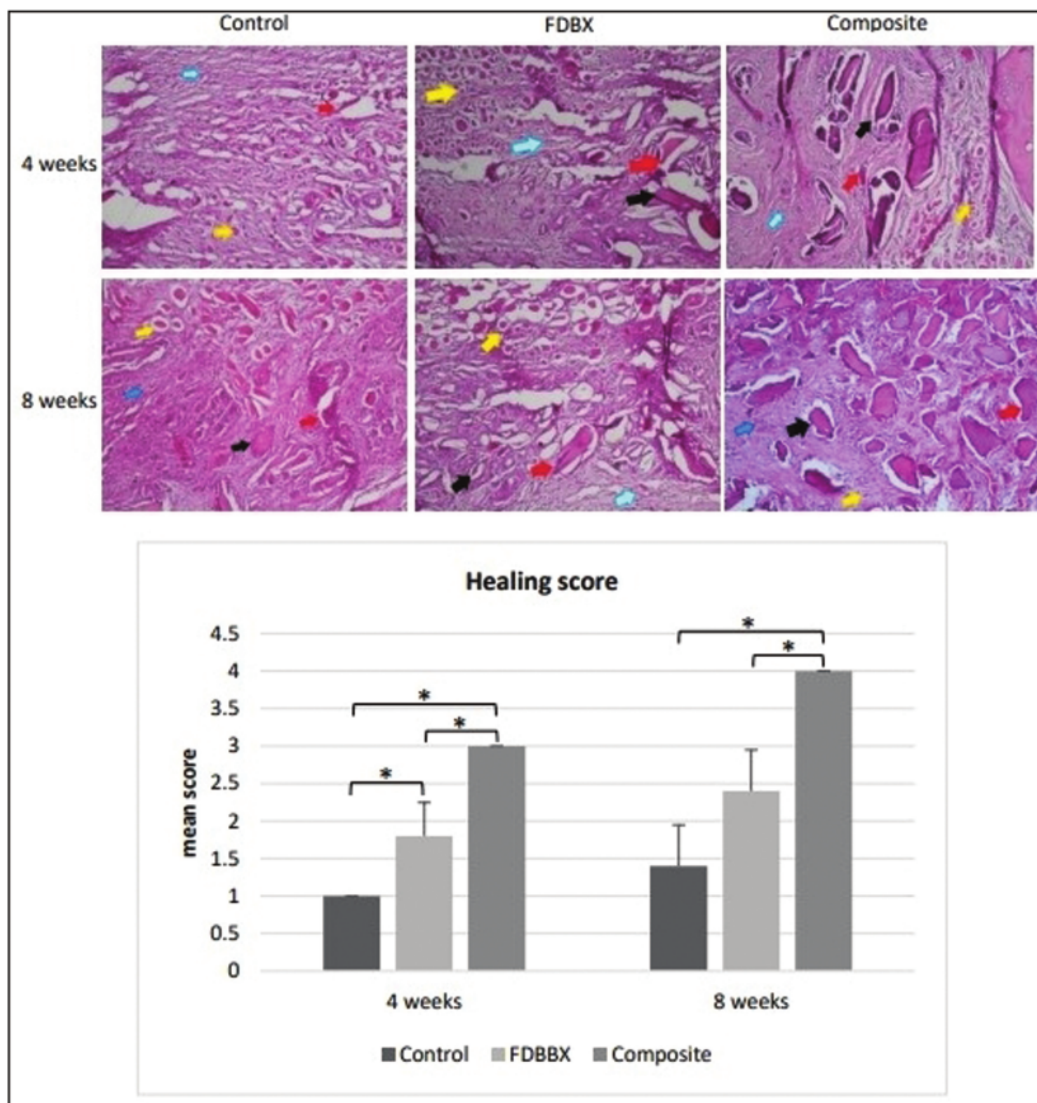 Control FDBX Composite
4 weeks
8 weeks
Healing score
mean score
4.5
4
3.5
3
2.5
2
1.5
1
0.5
0
* * *
* *
4 weeks 8 weeks
Control FDBBX Composite